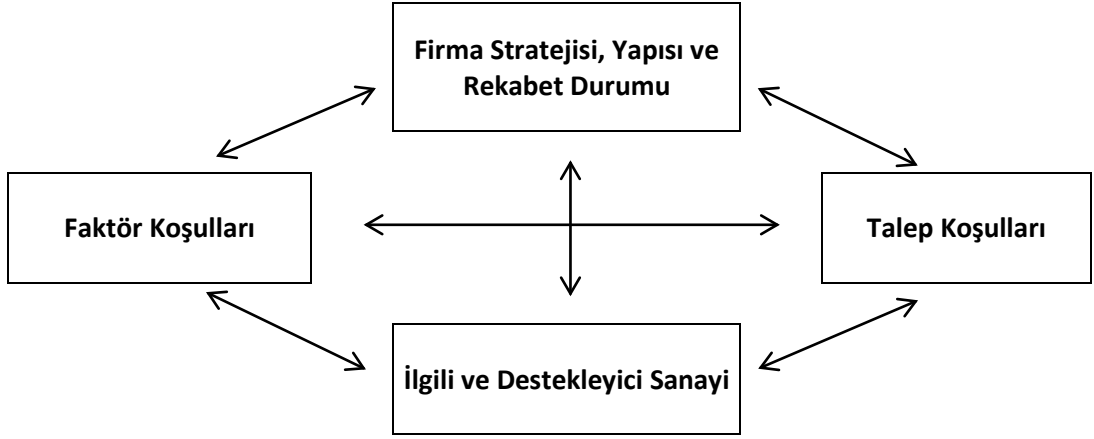 Firma Stratejisi, Yapısı ve
Rekabet Durumu
Faktör Koşulları
Talep Koşulları
İlgili ve Destekleyici Sanayi